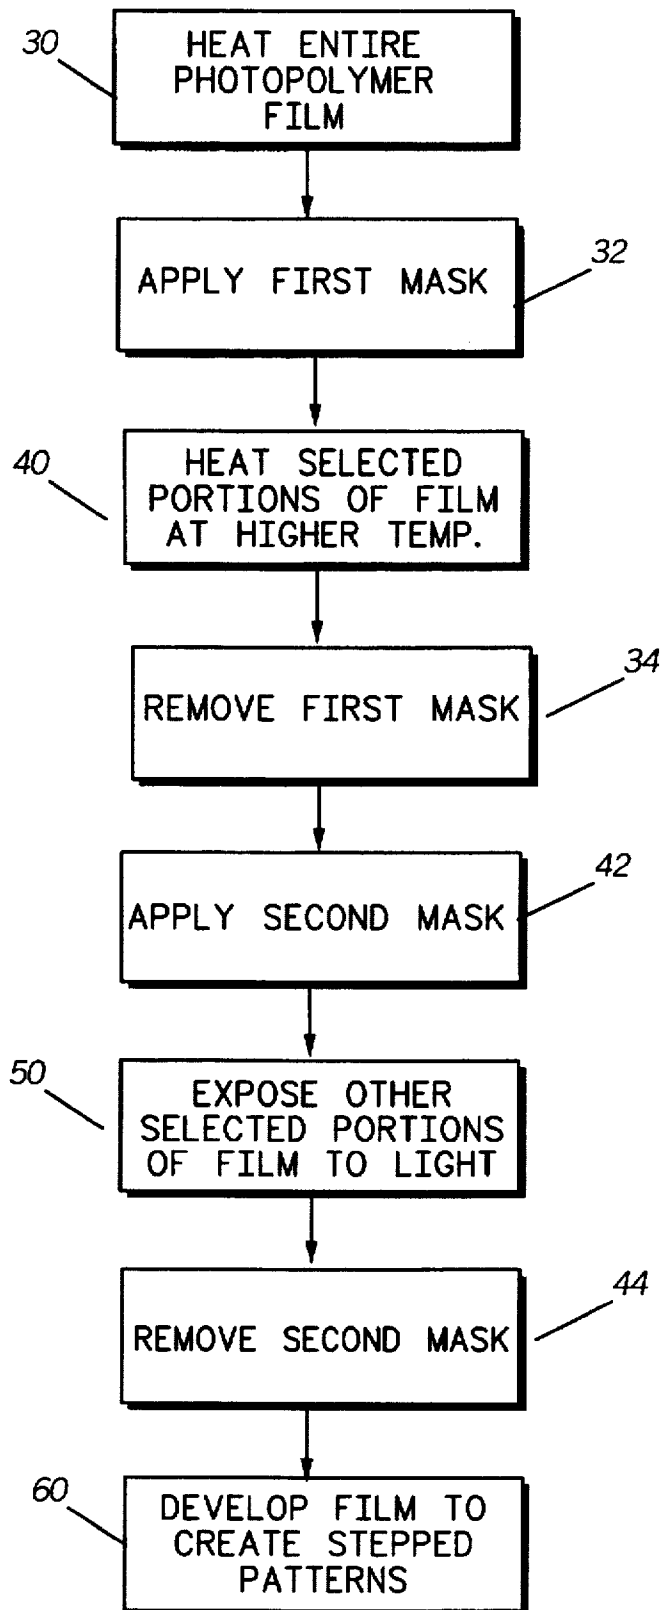 30
HEAT ENTIRE
PHOTOPOLYMER
FILM
32
APPLY FIRST MASK
40
HEAT SELECTED
PORTIONS OF FILM
AT HIGHER TEMP.
34
REMOVE FIRST MASK
42
APPLY SECOND MASK
50
EXPOSE OTHER
SELECTED PORTIONS
OF FILM TO LIGHT
44
REMOVE SECOND MASK
60
DEVELOP FILM TO
CREATE STEPPED
PATTERNS